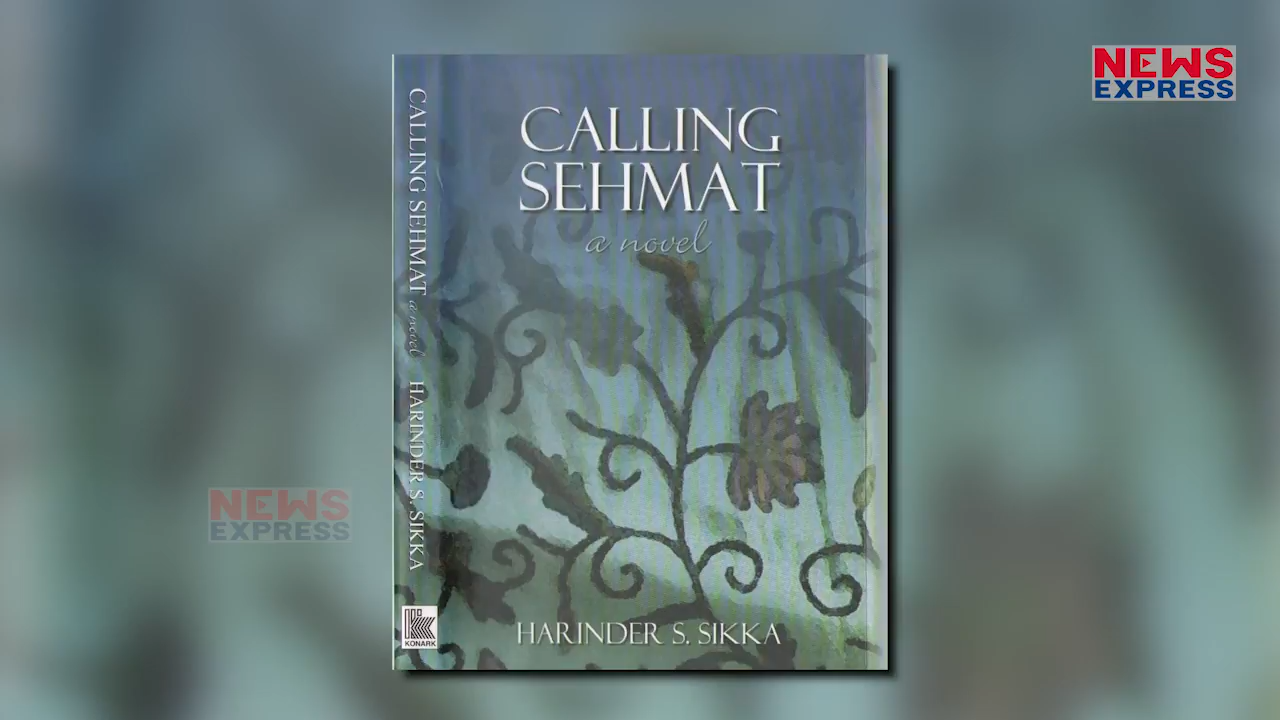 NEWS
EXPRESS
CALLING
SEHMAT
a novel
HARINDER S. SIKKA
CALLING SEHMAT a novel HARINDER S. SIKKA
KONARK
NEWS
EXPRESS